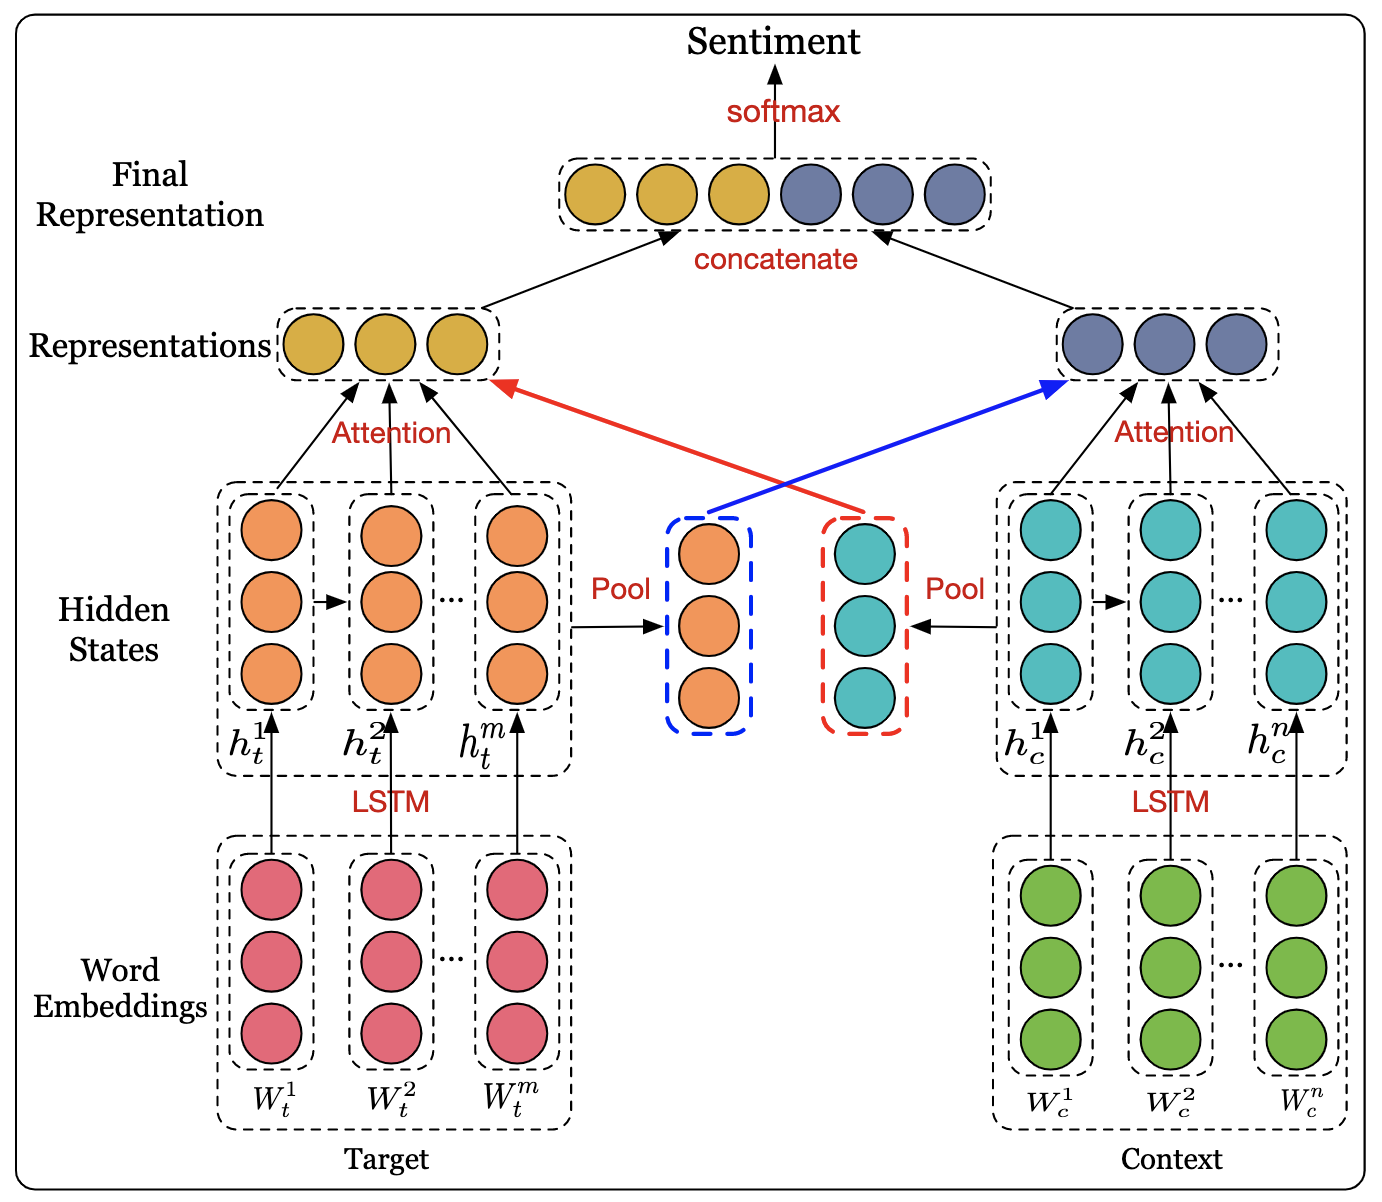 Sentiment
softmax
Final
Representation
concatenate
Representations
Attention
Attention
Pool
Pool
Hidden
States
...
...
h_t^1
h_t^2
h_t^m
h_c^1
h_c^2
h_c^n
LSTM
LSTM
Word
Embeddings
...
...
W_t^1
W_t^2
W_t^m
W_c^1
W_c^2
W_c^n
Target
Context